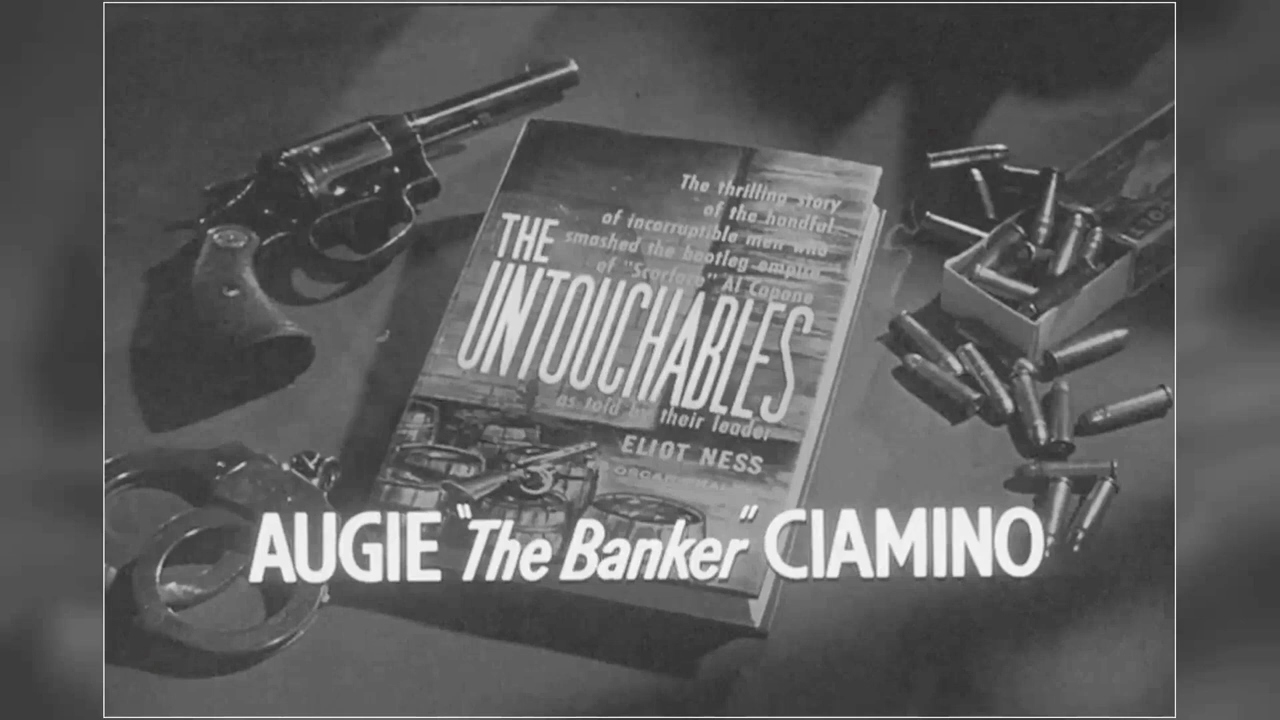 The thrilling story
of the handful
of incorruptible men who
smashed the bootleg empire
of "Scarface" Al Capone
THE
UNTOUCHABLES
as told by their leader
ELIOT NESS
AUGIE "The Banker" CIAMINO